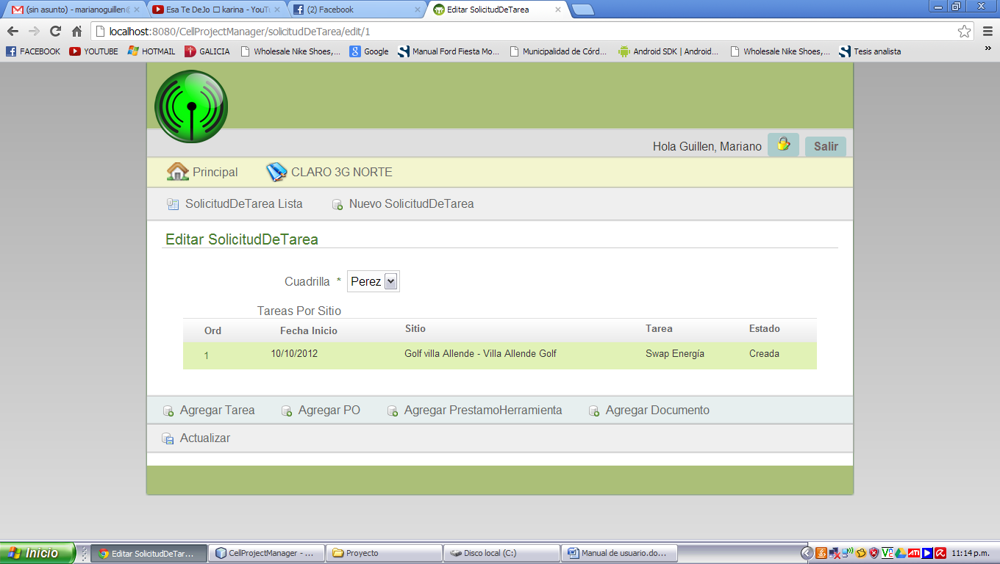 (sin asunto) - marianoguillen@
Esa Te DeJo □ karina - YouTu
(2) Facebook
Editar SolicitudDeTarea
localhost:8080/CellProjectManager/solicitudDeTarea/edit/1
FACEBOOK YOUTUBE HOTMAIL GALICIA Wholesale Nike Shoes,... Google Manual Ford Fiesta Mo... Municipalidad de Córd... Android SDK | Android... Wholesale Nike Shoes,... Tesis analista »
Hola Guillen, Mariano Salir
Principal CLARO 3G NORTE
SolicitudDeTarea Lista Nuevo SolicitudDeTarea
Editar SolicitudDeTarea
Cuadrilla * Perez
Tareas Por Sitio
Ord Fecha Inicio Sitio Tarea Estado
1 10/10/2012 Golf villa Allende - Villa Allende Golf Swap Energía Creada
Agregar Tarea Agregar PO Agregar PrestamoHerramienta Agregar Documento
Actualizar
Inicio Editar SolicitudDeTar... CellProjectManager - ... Proyecto Disco local (C:) Manual de usuario.do... 11:14 p.m.